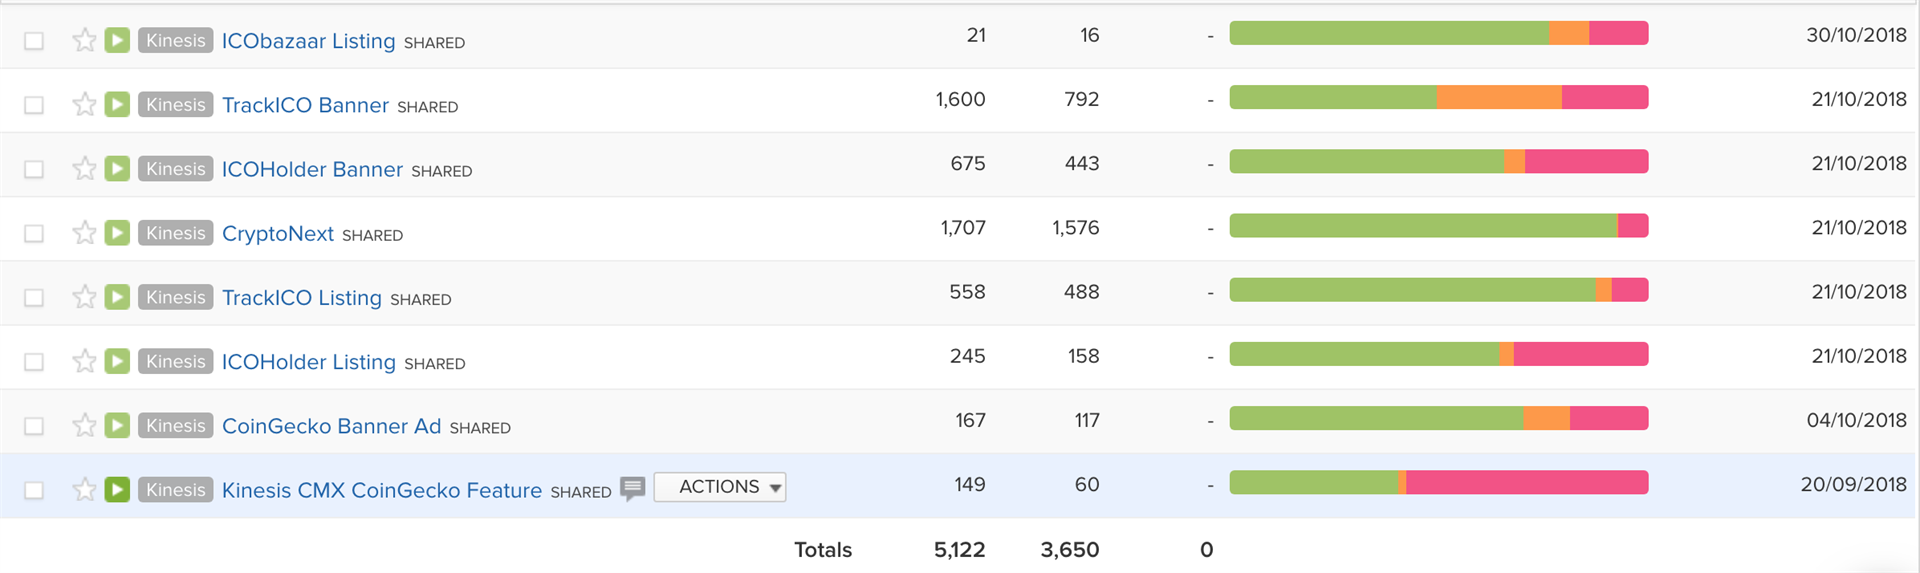 Kinesis ICObazaar Listing SHARED 21 16 - 30/10/2018
Kinesis TrackICO Banner SHARED 1,600 792 - 21/10/2018
Kinesis ICOHolder Banner SHARED 675 443 - 21/10/2018
Kinesis CryptoNext SHARED 1,707 1,576 - 21/10/2018
Kinesis TrackICO Listing SHARED 558 488 - 21/10/2018
Kinesis ICOHolder Listing SHARED 245 158 - 21/10/2018
Kinesis CoinGecko Banner Ad SHARED 167 117 - 04/10/2018
Kinesis Kinesis CMX CoinGecko Feature SHARED ACTIONS 149 60 - 20/09/2018
Totals 5,122 3,650 0